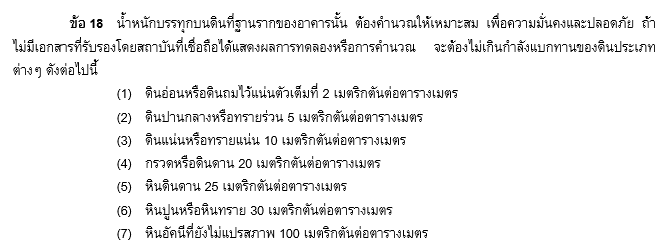 ข้อ 18 น้ำหนักบรรทุกบนดินที่ฐานรากของอาคารนั้น ต้องคำนวณให้เหมาะสม เพื่อความมั่นคงและปลอดภัย ถ้า
ไม่มีเอกสารที่รับรองโดยสถาบันที่เชื่อถือได้แสดงผลการทดลองหรือการคำนวณ จะต้องไม่เกินกำลังแบกทานของดินประเภท
ต่างๆ ดังต่อไปนี้
(1) ดินอ่อนหรือดินถมไว้แน่นตัวเต็มที่ 2 เมตริกตันต่อตารางเมตร
(2) ดินปานกลางหรือทรายร่วน 5 เมตริกตันต่อตารางเมตร
(3) ดินแน่นหรือทรายแน่น 10 เมตริกตันต่อตารางเมตร
(4) กรวดหรือดินดาน 20 เมตริกตันต่อตารางเมตร
(5) หินดินดาน 25 เมตริกตันต่อตารางเมตร
(6) หินปูนหรือหินทราย 30 เมตริกตันต่อตารางเมตร
(7) หินอัคนีที่ยังไม่แปรสภาพ 100 เมตริกตันต่อตารางเมตร